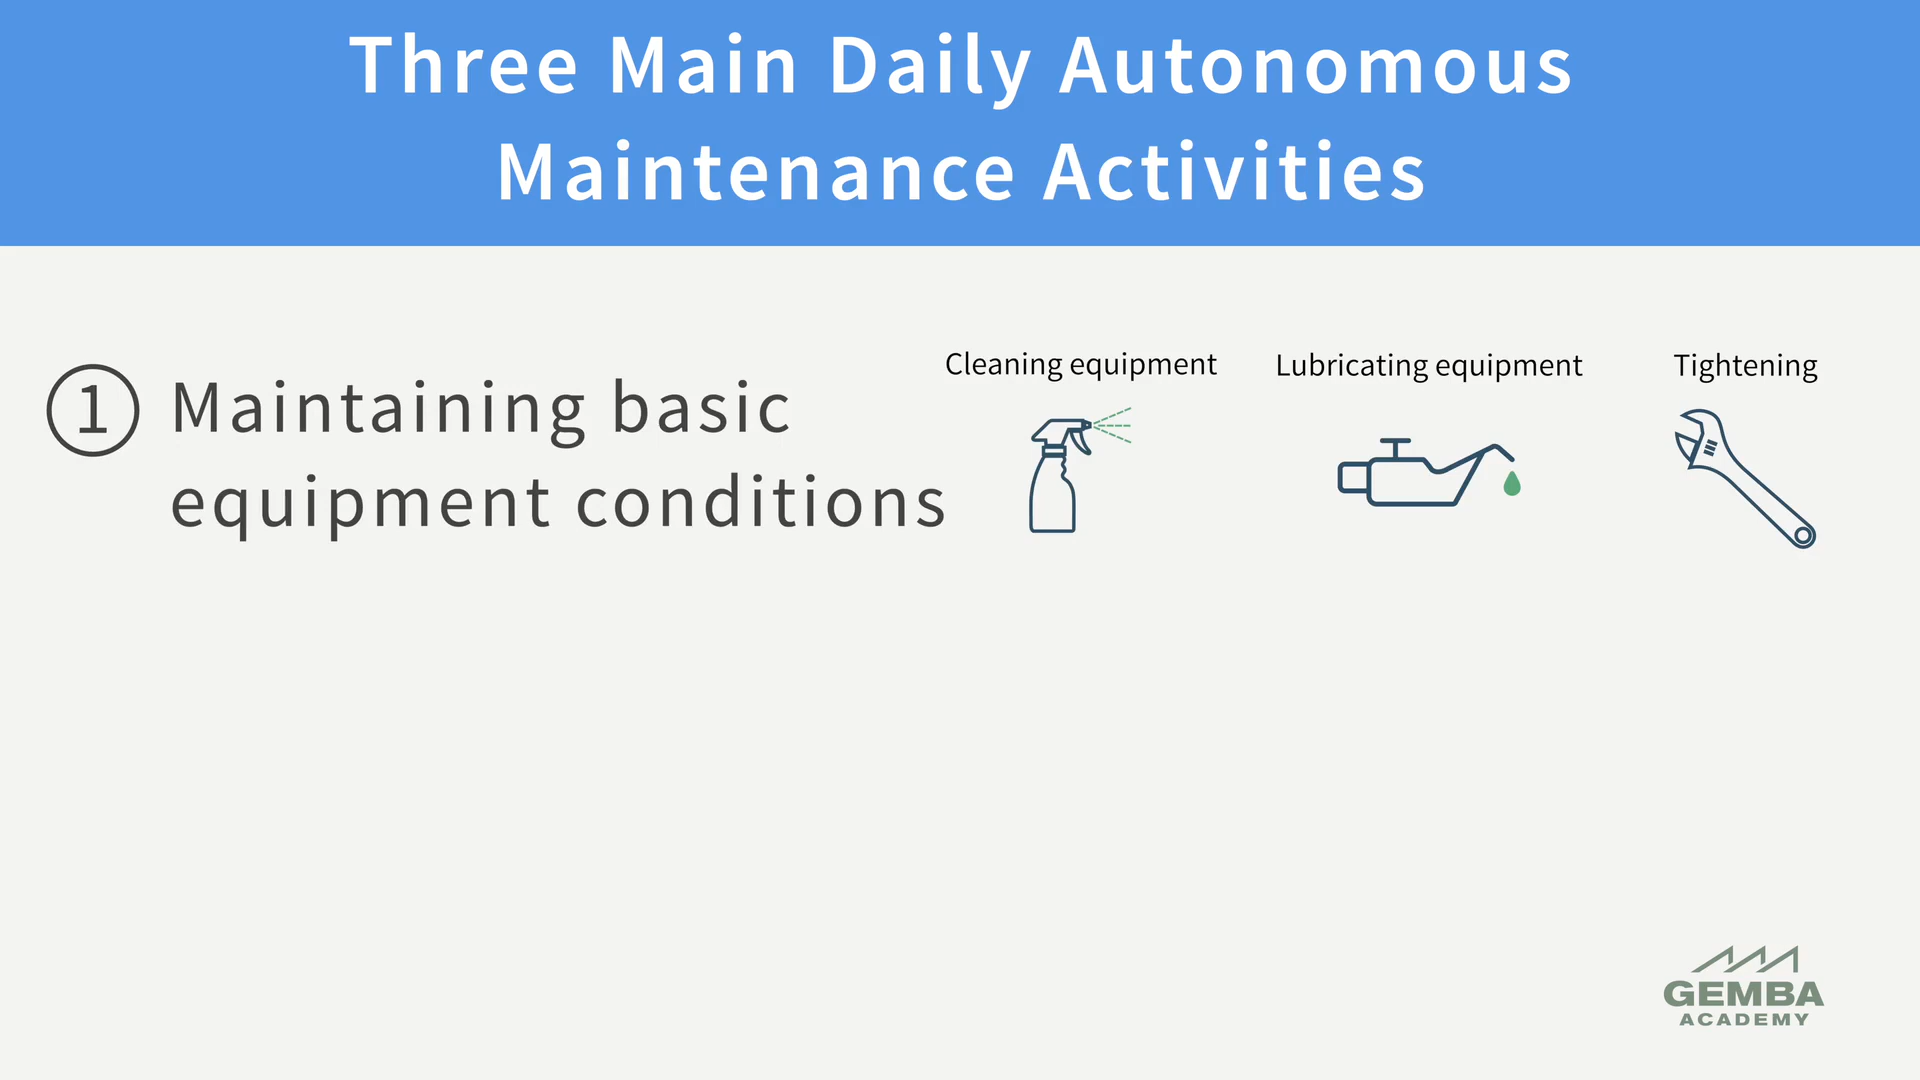 Three Main Daily Autonomous
Maintenance Activities
1 Maintaining basic
equipment conditions
Cleaning equipment
Lubricating equipment
Tightening
GEMBA
ACADEMY